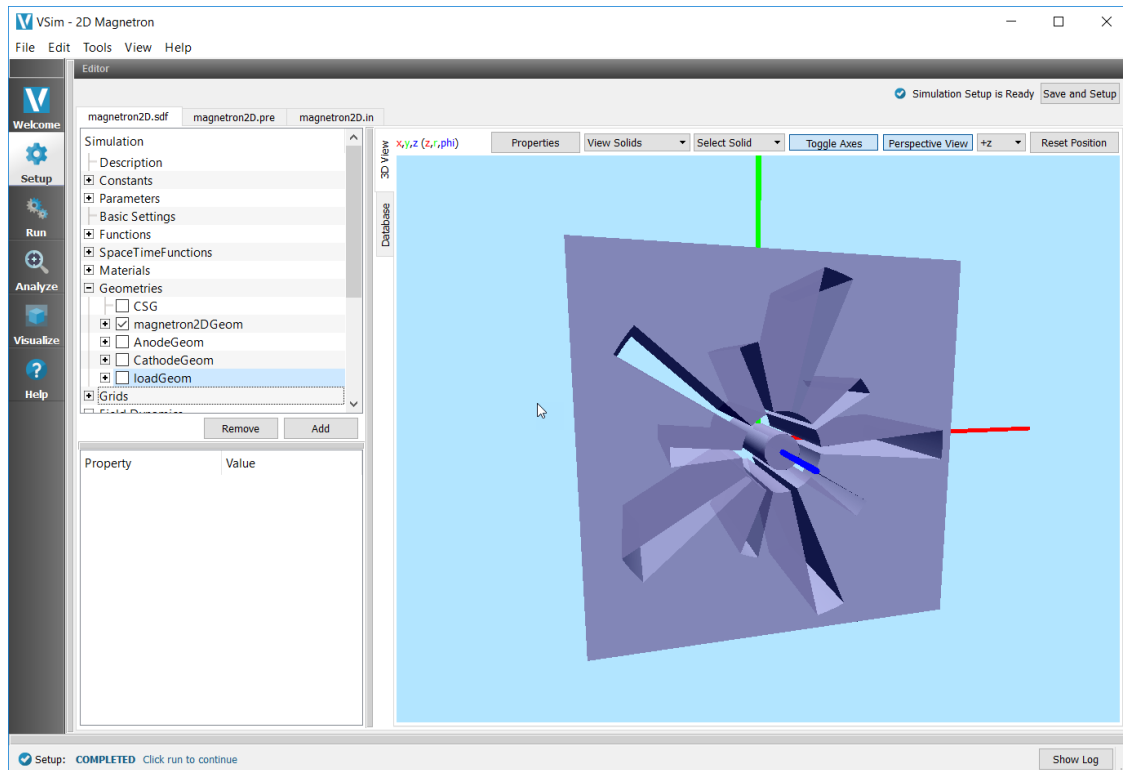 VSim - 2D Magnetron
File Edit Tools View Help
Editor
Simulation Setup is Ready Save and Setup
Welcome
Setup
Run
Analyze
Visualize
Help
magnetron2D.sdf magnetron2D.pre magnetron2D.in
Simulation
Description
Constants
Parameters
Basic Settings
Functions
SpaceTimeFunctions
Materials
Geometries
CSG
magnetron2DGeom
AnodeGeom
CathodeGeom
loadGeom
Grids
Field Dynamics
Remove Add
Property Value
3D View
Database
x,y,z (z,r,phi) Properties View Solids Select Solid Toggle Axes Perspective View +z Reset Position
Setup: COMPLETED Click run to continue
Show Log